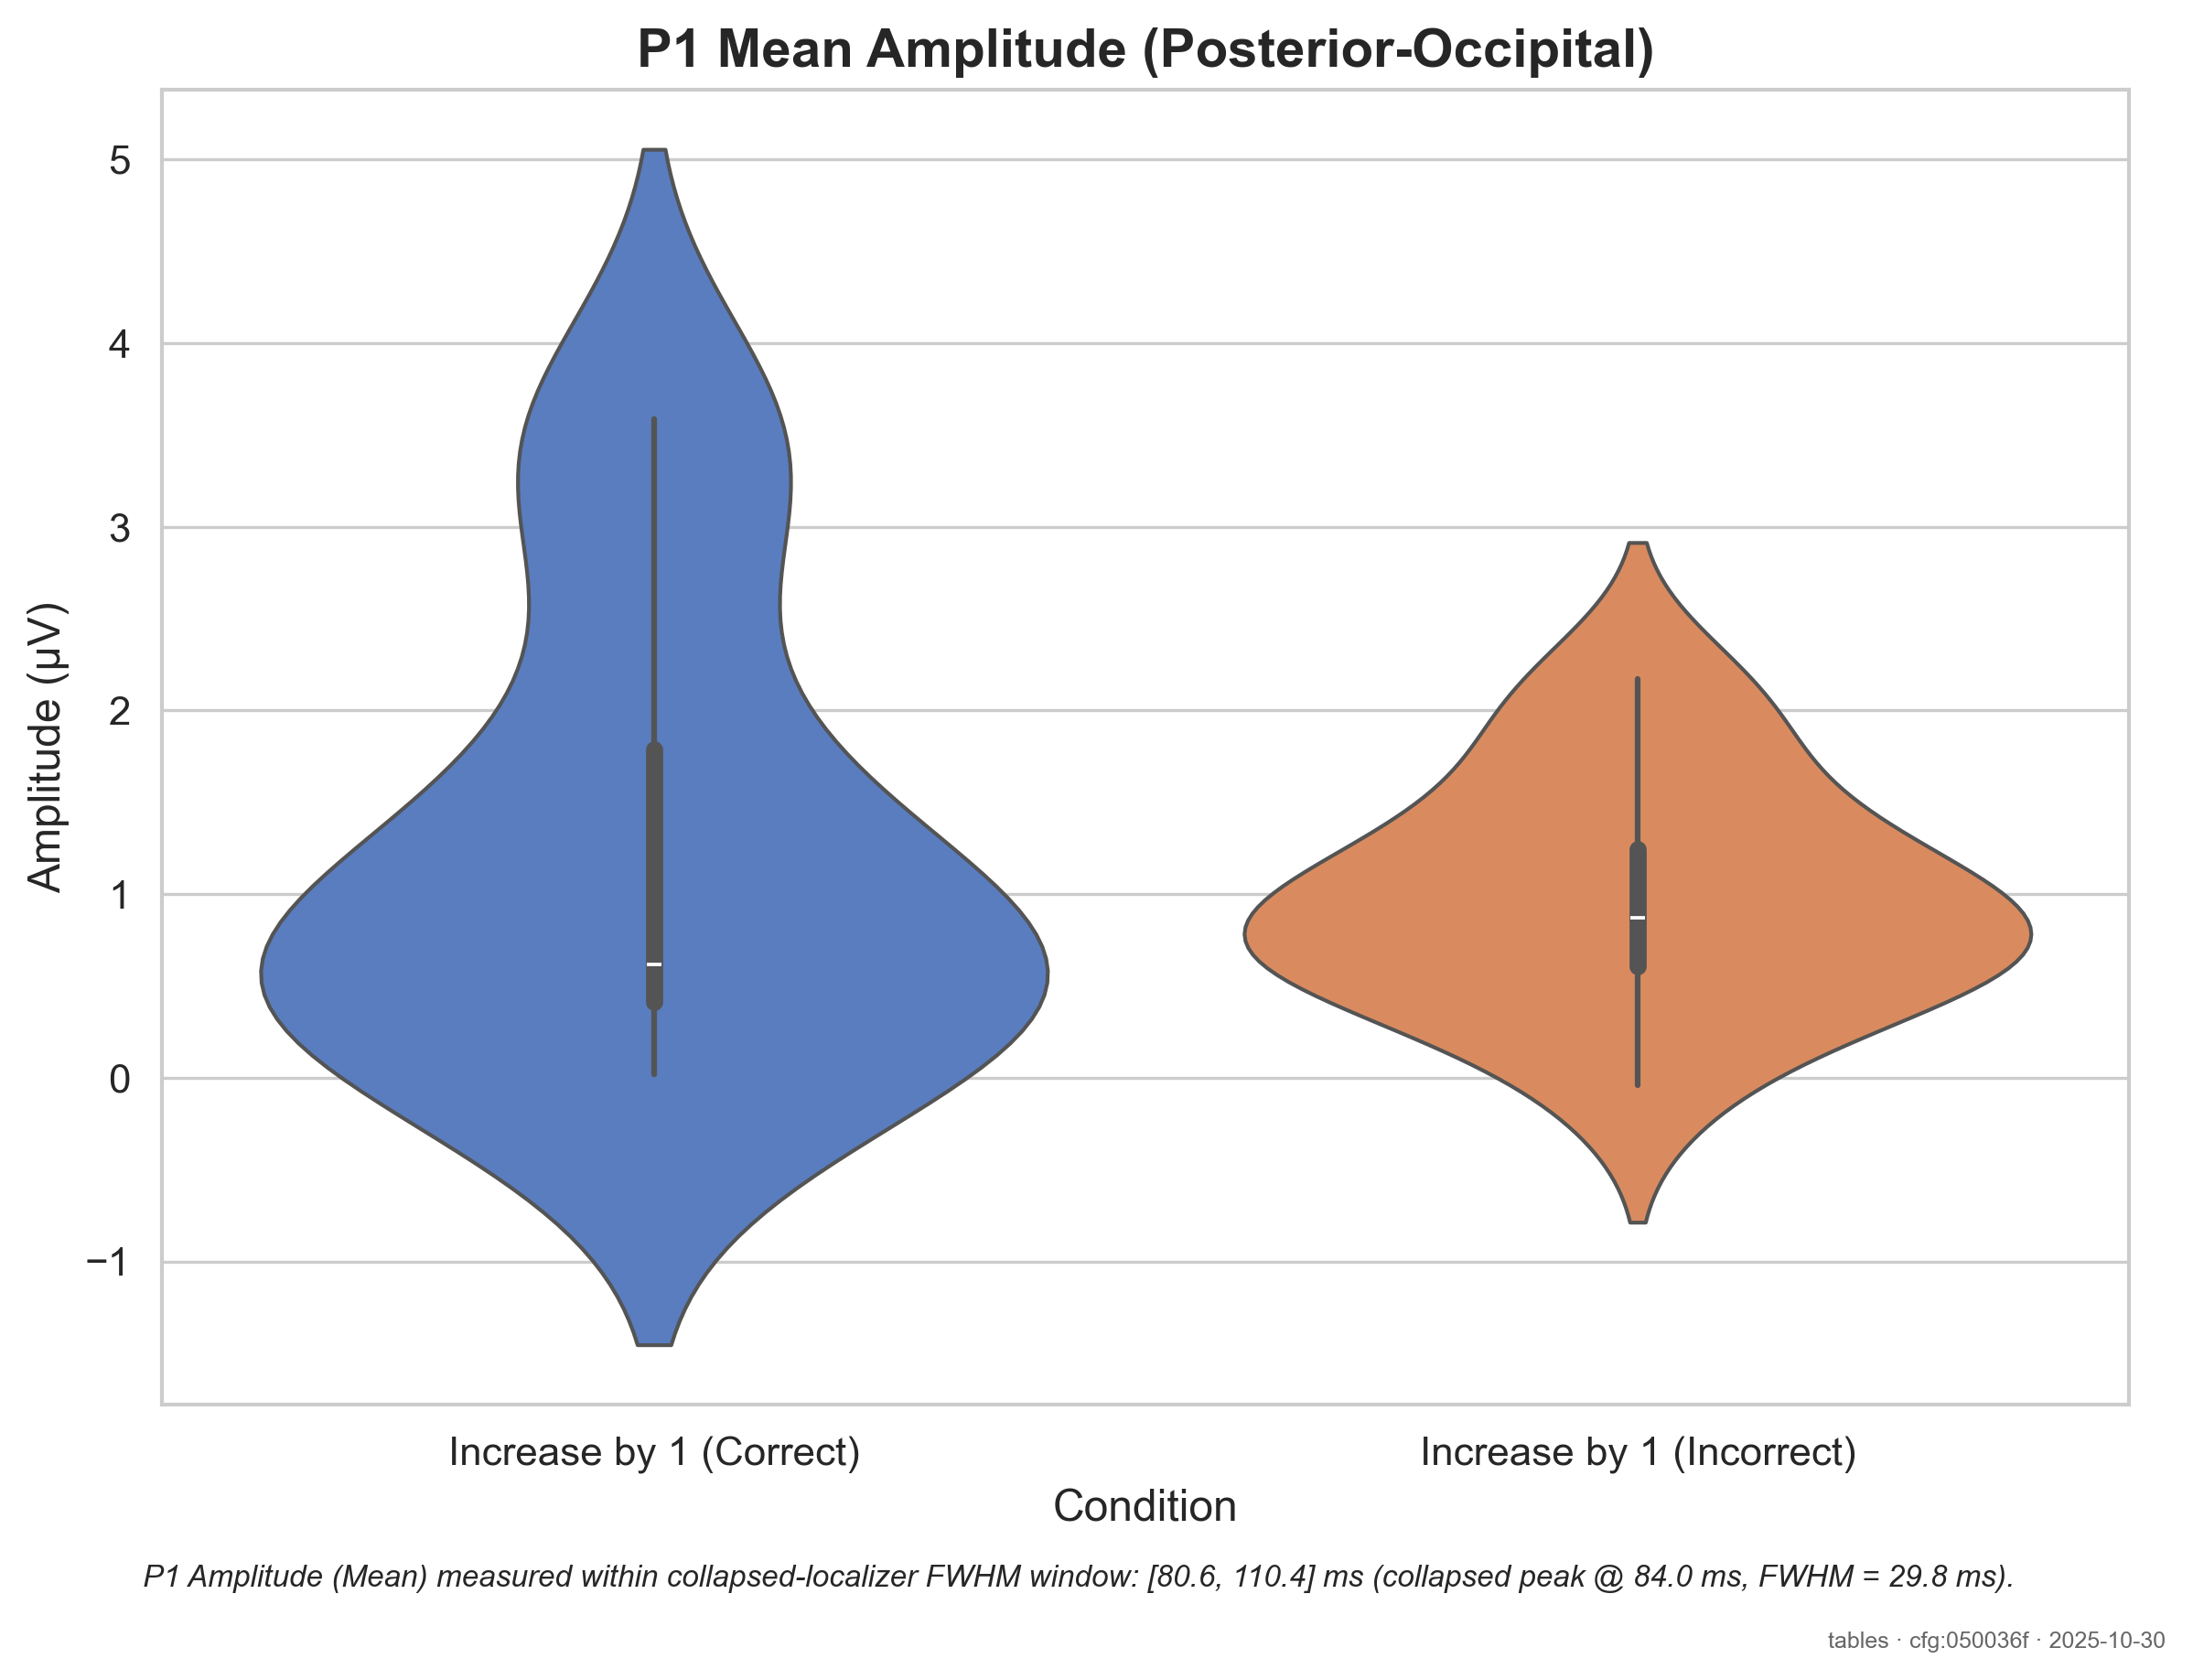 P1 Mean Amplitude (Posterior-Occipital)
Amplitude (µV)
5
4
3
2
1
0
−1
Increase by 1 (Correct)
Increase by 1 (Incorrect)
Condition
P1 Amplitude (Mean) measured within collapsed-localizer FWHM window: [80.6, 110.4] ms (collapsed peak @ 84.0 ms, FWHM = 29.8 ms).
tables · cfg:050036f · 2025-10-30